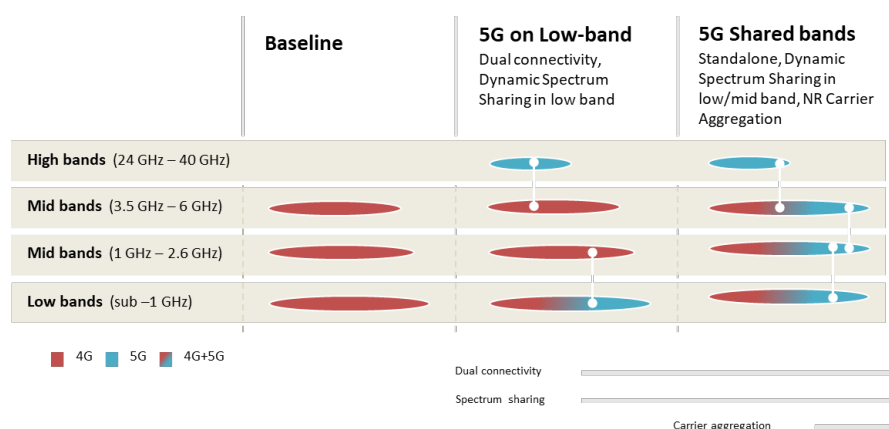 Baseline
5G on Low-band
Dual connectivity,
Dynamic Spectrum
Sharing in low band
5G Shared bands
Standalone, Dynamic
Spectrum Sharing in
low/mid band, NR Carrier
Aggregation
High bands (24 GHz – 40 GHz)
Mid bands (3.5 GHz – 6 GHz)
Mid bands (1 GHz – 2.6 GHz)
Low bands (sub –1 GHz)
4G 5G 4G+5G
Dual connectivity
Spectrum sharing
Carrier aggregation